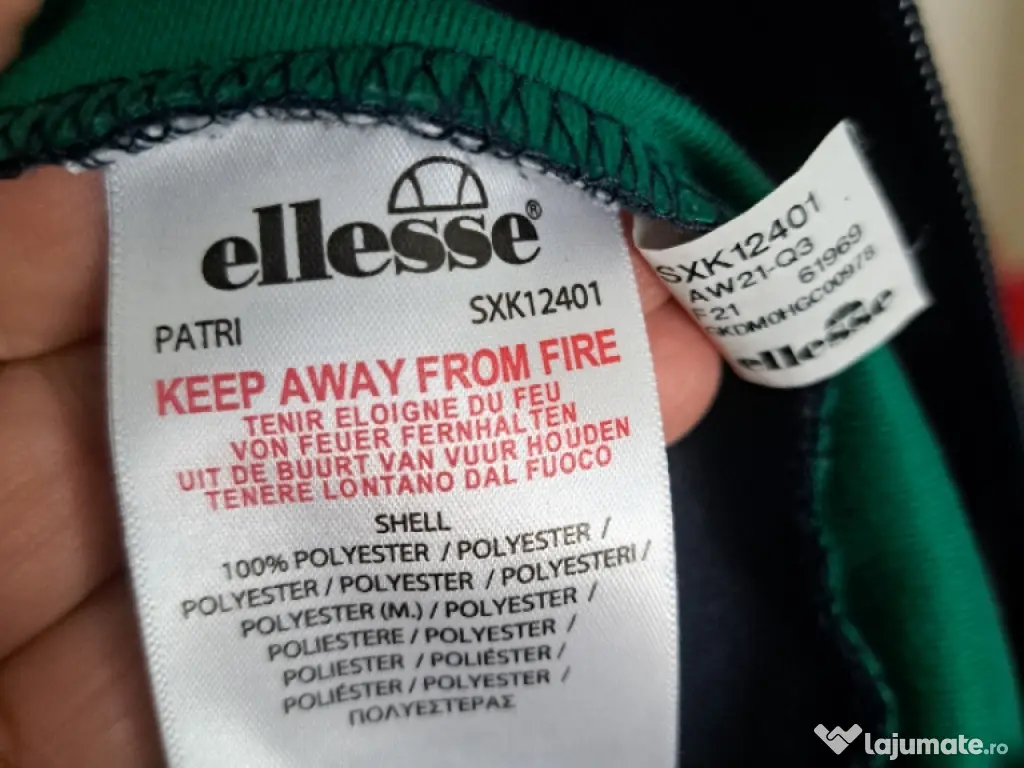 ellesse®
PATRI SXK12401
KEEP AWAY FROM FIRE
TENIR ELOIGNE DU FEU
VON FEUER FERNHALTEN
UIT DE BUURT VAN VUUR HOUDEN
TENERE LONTANO DAL FUOCO
SHELL
100% POLYESTER / POLYESTER /
POLYESTER / POLYESTER / POLYESTERI /
POLYESTER (M.) / POLYESTER /
POLIESTERE / POLYESTER /
POLIESTER / POLIÉSTER /
POLIÉSTER / POLYESTER /
ΠΟΛΥΕΣΤΕΡΑΣ
SXK12401
AW21-Q3
21 61969
ellesse
lajumate.ro